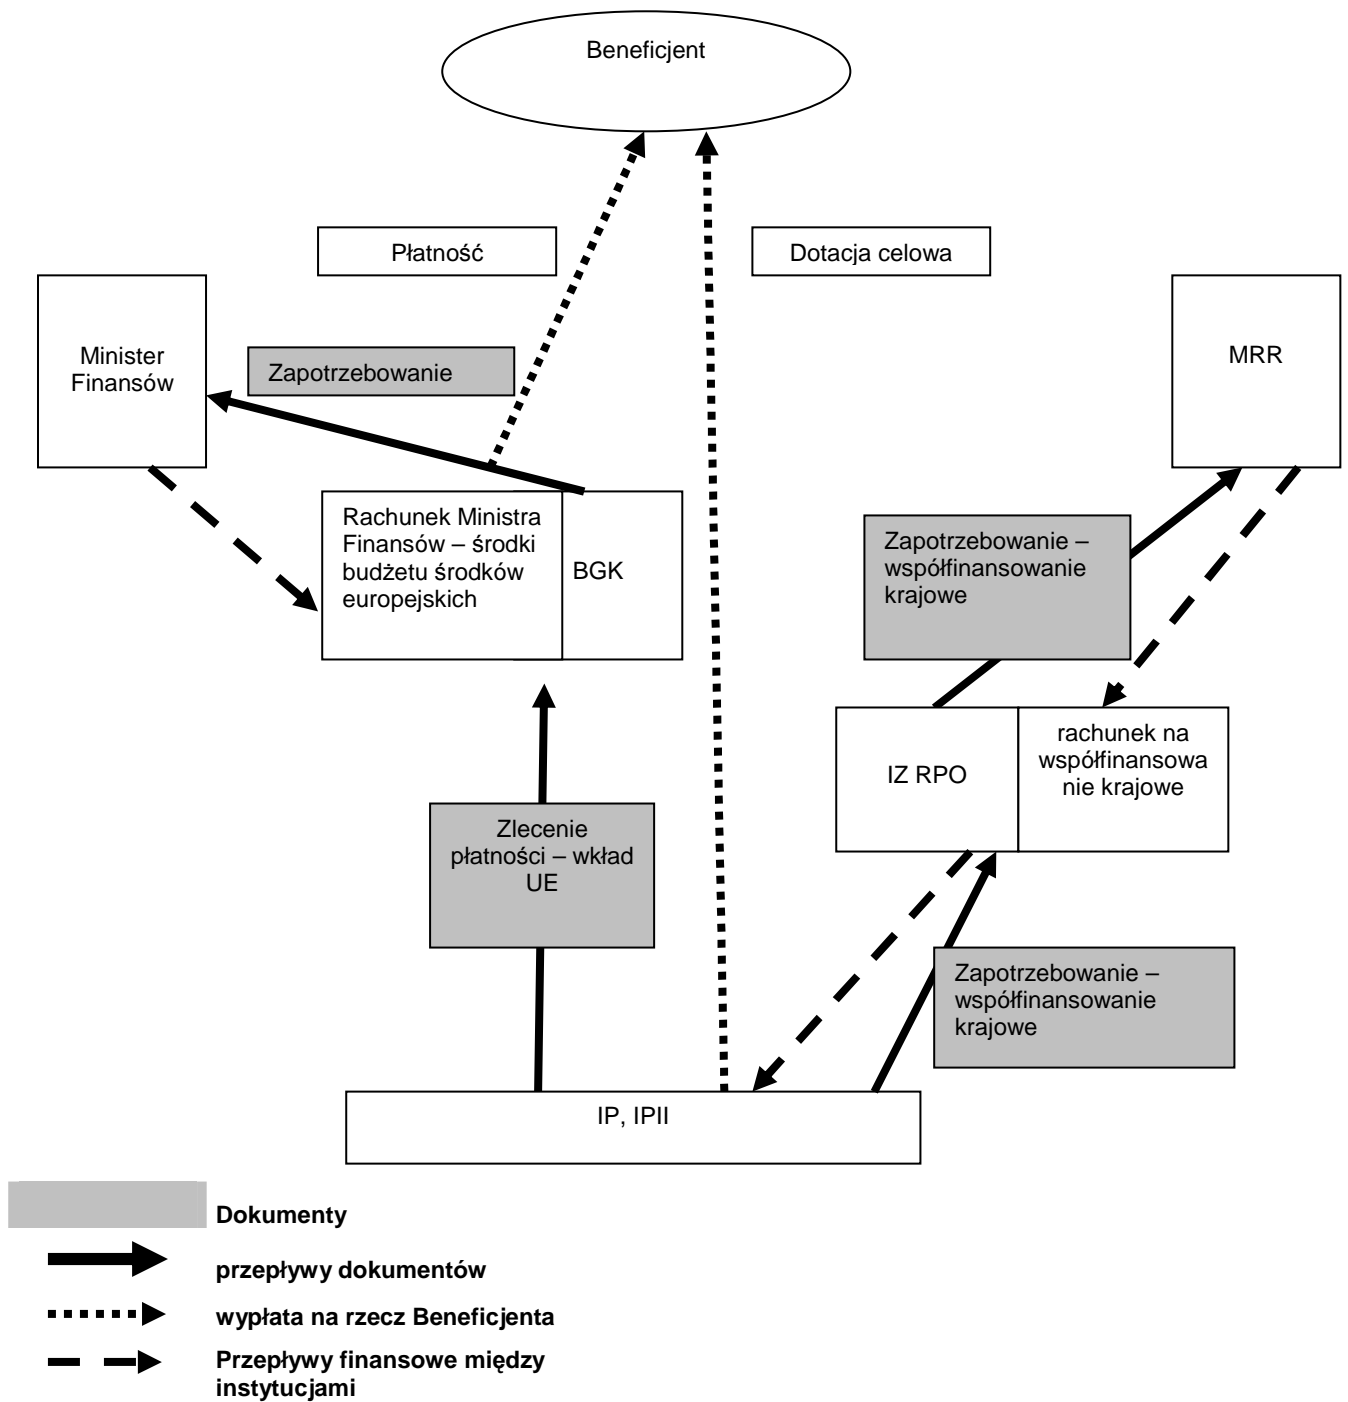 Beneficjent
Płatność
Dotacja celowa
Minister
Finansów
Zapotrzebowanie
MRR
Rachunek Ministra
Finansów – środki
budżetu środków
europejskich
BGK
Zapotrzebowanie –
współfinansowanie
krajowe
IZ RPO
rachunek na
współfinansowa
nie krajowe
Zlecenie
płatności – wkład
UE
Zapotrzebowanie –
współfinansowanie
krajowe
IP, IPII
Dokumenty
przepływy dokumentów
wypłata na rzecz Beneficjenta
Przepływy finansowe między
instytucjami